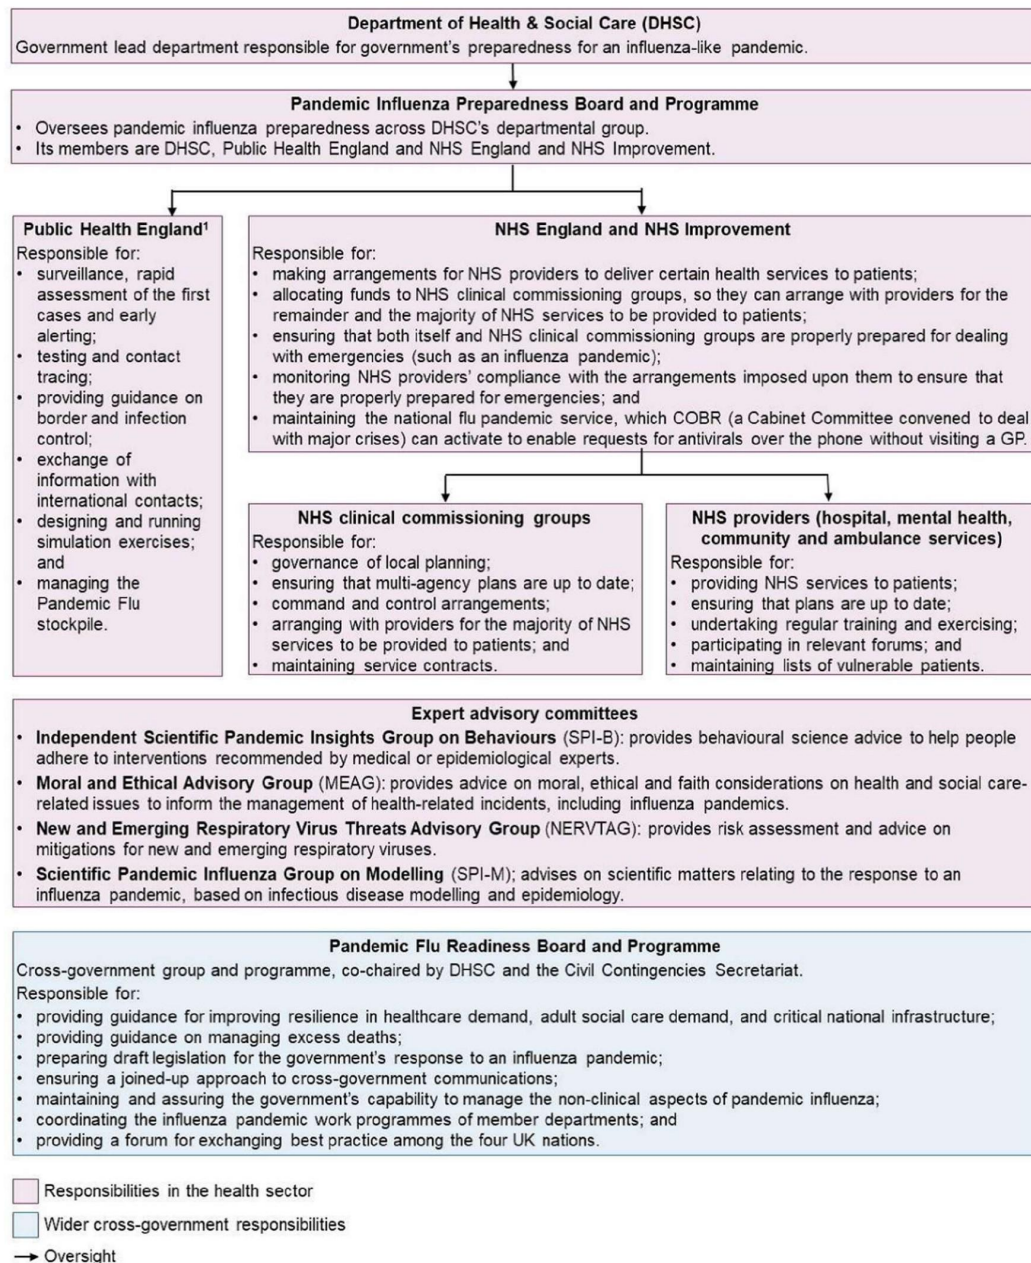 Department of Health & Social Care (DHSC)
Government lead department responsible for government's preparedness for an influenza-like pandemic.
Pandemic Influenza Preparedness Board and Programme
• Oversees pandemic influenza preparedness across DHSC's departmental group.
• Its members are DHSC, Public Health England and NHS England and NHS Improvement.
Public Health England¹
Responsible for:
• surveillance, rapid
assessment of the first
cases and early
alerting;
• testing and contact
tracing;
• providing guidance on
border and infection
control;
• exchange of
information with
international contacts;
• designing and running
simulation exercises;
and
• managing the
Pandemic Flu
stockpile.
NHS England and NHS Improvement
Responsible for:
• making arrangements for NHS providers to deliver certain health services to patients;
• allocating funds to NHS clinical commissioning groups, so they can arrange with providers for the
remainder and the majority of NHS services to be provided to patients;
• ensuring that both itself and NHS clinical commissioning groups are properly prepared for dealing
with emergencies (such as an influenza pandemic);
• monitoring NHS providers' compliance with the arrangements imposed upon them to ensure that
they are properly prepared for emergencies; and
• maintaining the national flu pandemic service, which COBR (a Cabinet Committee convened to deal
with major crises) can activate to enable requests for antivirals over the phone without visiting a GP.
NHS clinical commissioning groups
Responsible for:
• governance of local planning;
• ensuring that multi-agency plans are up to date;
• command and control arrangements;
• arranging with providers for the majority of NHS
services to be provided to patients; and
• maintaining service contracts.
NHS providers (hospital, mental health,
community and ambulance services)
Responsible for:
• providing NHS services to patients;
• ensuring that plans are up to date;
• undertaking regular training and exercising;
• participating in relevant forums; and
• maintaining lists of vulnerable patients.
Expert advisory committees
• Independent Scientific Pandemic Insights Group on Behaviours (SPI-B): provides behavioural science advice to help people
adhere to interventions recommended by medical or epidemiological experts.
• Moral and Ethical Advisory Group (MEAG): provides advice on moral, ethical and faith considerations on health and social care-
related issues to inform the management of health-related incidents, including influenza pandemics.
• New and Emerging Respiratory Virus Threats Advisory Group (NERVTAG): provides risk assessment and advice on
mitigations for new and emerging respiratory viruses.
• Scientific Pandemic Influenza Group on Modelling (SPI-M); advises on scientific matters relating to the response to an
influenza pandemic, based on infectious disease modelling and epidemiology.
Pandemic Flu Readiness Board and Programme
Cross-government group and programme, co-chaired by DHSC and the Civil Contingencies Secretariat.
Responsible for:
• providing guidance for improving resilience in healthcare demand, adult social care demand, and critical national infrastructure;
• providing guidance on managing excess deaths;
• preparing draft legislation for the government's response to an influenza pandemic;
• ensuring a joined-up approach to cross-government communications;
• maintaining and assuring the government's capability to manage the non-clinical aspects of pandemic influenza;
• coordinating the influenza pandemic work programmes of member departments; and
• providing a forum for exchanging best practice among the four UK nations.
Responsibilities in the health sector
Wider cross-government responsibilities
Oversight